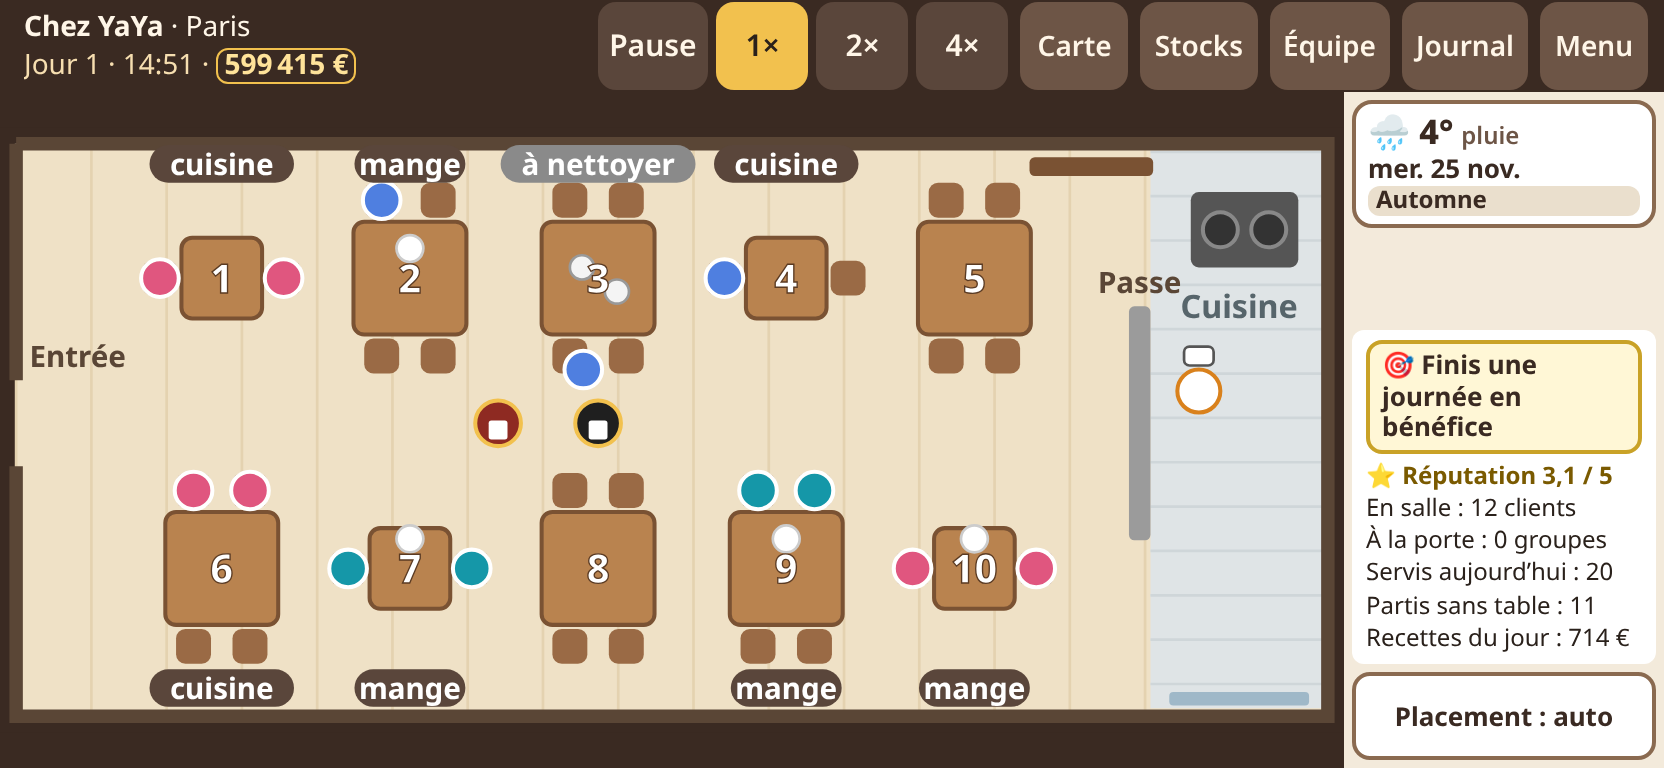 Chez YaYa · Paris
Jour 1 · 14:51 · 599 415 €
Pause 1× 2× 4× Carte Stocks Équipe Journal Menu
🌧️ 4° pluie
mer. 25 nov.
Automne
cuisine mange à nettoyer cuisine
1 2 3 4 5
Passe
Cuisine
Entrée
6 7 8 9 10
cuisine mange mange mange
🎯 Finis une
journée en
bénéfice
⭐ Réputation 3,1 / 5
En salle : 12 clients
À la porte : 0 groupes
Servis aujourd’hui : 20
Partis sans table : 11
Recettes du jour : 714 €
Placement : auto